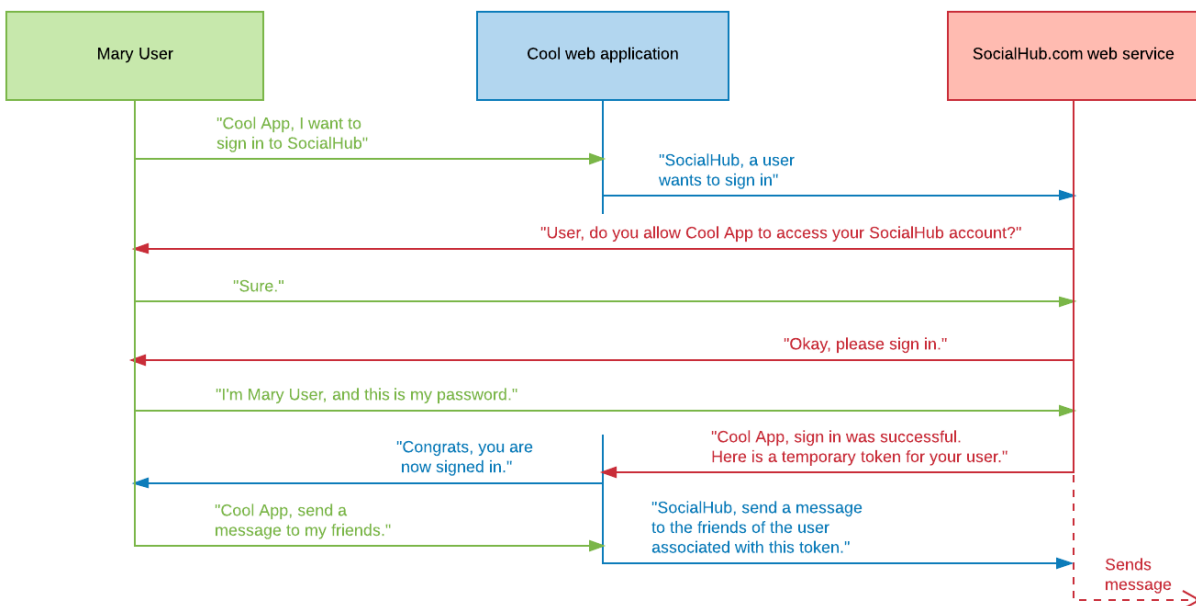 Mary User
Cool web application
SocialHub.com web service
"Cool App, I want to
sign in to SocialHub"
"SocialHub, a user
wants to sign in"
"User, do you allow Cool App to access your SocialHub account?"
"Sure."
"Okay, please sign in."
"I'm Mary User, and this is my password."
"Cool App, sign in was successful.
Here is a temporary token for your user."
"Congrats, you are
now signed in."
"Cool App, send a
message to my friends."
"SocialHub, send a message
to the friends of the user
associated with this token."
Sends
message